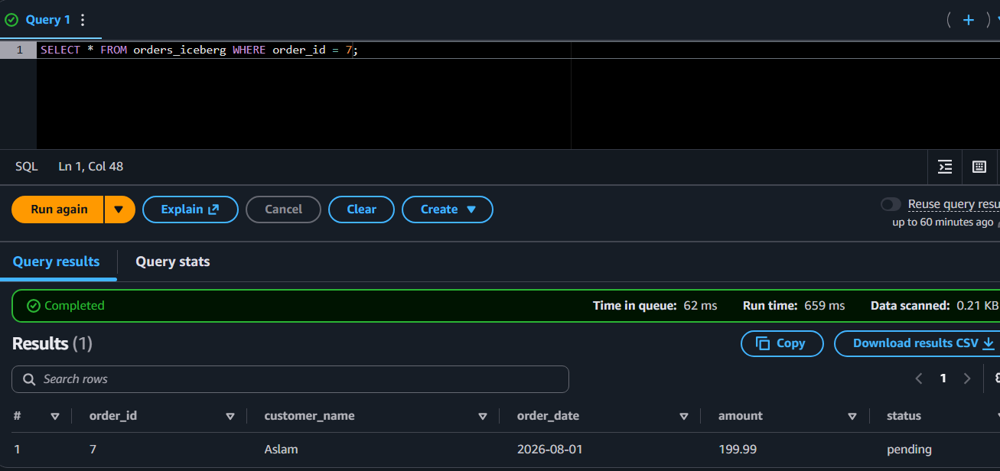 Query 1
1 SELECT * FROM orders_iceberg WHERE order_id = 7;
SQL Ln 1, Col 48
Run again Explain Cancel Clear Create
Reuse query resu
up to 60 minutes ago
Query results Query stats
Completed Time in queue: 62 ms Run time: 659 ms Data scanned: 0.21 KB
Results (1) Copy Download results CSV
Search rows 1
# order_id customer_name order_date amount status
1 7 Aslam 2026-08-01 199.99 pending